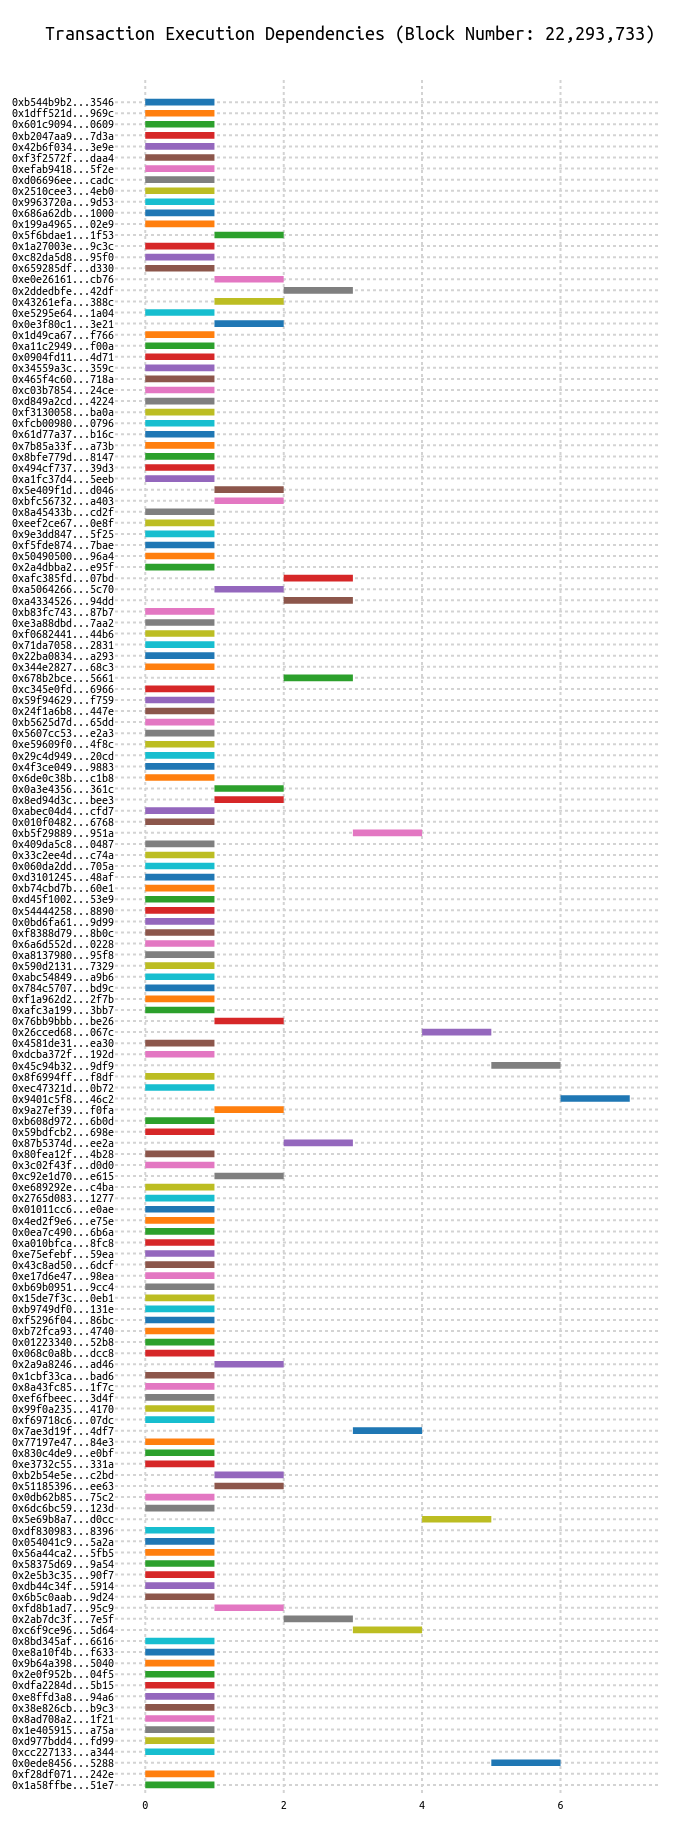 Transaction Execution Dependencies (Block Number: 22,293,733)
0xb544b9b2...3546
0x1dff521d...969c
0x601c9094...0609
0xb2047aa9...7d3a
0x42b6f034...3e9e
0xf3f2572f...daa4
0xefab9418...5f2e
0xd06696ee...cadc
0x2510cee3...4eb0
0x9963720a...9d53
0x686a62db...1000
0x199a4965...02e9
0x5f6bdae1...1f53
0x1a27003e...9c3c
0xc82da5d8...95f0
0x659285df...d330
0xe0e26161...cb76
0x2ddedbfe...42df
0x43261efa...388c
0xe5295e64...1a04
0x0e3f80c1...3e21
0x1d49ca67...f766
0xa11c2949...f00a
0x0904fd11...4d71
0x34559a3c...359c
0x465f4c60...718a
0xc03b7854...24ce
0xd849a2cd...4224
0xf3130058...ba0a
0xfcb00980...0796
0x61d77a37...b16c
0x7b85a33f...a73b
0x8bfe779d...8147
0x494cf737...39d3
0xa1fc37d4...5eeb
0x5e409f1d...d046
0xbfc56732...a403
0x8a45433b...cd2f
0xeef2ce67...0e8f
0x9e3dd847...5f25
0xf5fde874...7bae
0x50490500...96a4
0x2a4dbba2...e95f
0xafc385fd...07bd
0xa5064266...5c70
0xa4334526...94dd
0xb83fc743...87b7
0xe3a88dbd...7aa2
0xf0682441...44b6
0x71da7058...2831
0x22ba0834...a293
0x344e2827...68c3
0x678b2bce...5661
0xc345e0fd...6966
0x59f94629...f759
0x24f1a6b8...447e
0xb5625d7d...65dd
0x5607cc53...e2a3
0xe59609f0...4f8c
0x29c4d949...20cd
0x4f3ce049...9883
0x6de0c38b...c1b8
0x0a3e4356...361c
0x8ed94d3c...bee3
0xabec04d4...cfd7
0x010f0482...6768
0xb5f29889...951a
0x409da5c8...0487
0x33c2ee4d...c74a
0x060da2dd...705a
0xd3101245...48af
0xb74cbd7b...60e1
0xd45f1002...53e9
0x54444258...8890
0x0bd6fa61...9d99
0xf8388d79...8b0c
0x6a6d552d...0228
0xa8137980...95f8
0x590d2131...7329
0xabc54849...a9b6
0x784c5707...bd9c
0xf1a962d2...2f7b
0xafc3a199...3bb7
0x76bb9bbb...be26
0x26cced68...067c
0x4581de31...ea30
0xdcba372f...192d
0x45c94b32...9df9
0x8f6994ff...f8df
0xec47321d...0b72
0x9401c5f8...46c2
0x9a27ef39...f0fa
0xb608d972...6b0d
0x59bdfcb2...698e
0x87b5374d...ee2a
0x80fea12f...4b28
0x3c02f43f...d0d0
0xc92e1d70...e615
0xe689292e...c4ba
0x2765d083...1277
0x01011cc6...e0ae
0x4ed2f9e6...e75e
0x0ea7c490...6b6a
0xa010bfca...8fc8
0xe75efebf...59ea
0x43c8ad50...6dcf
0xe17d6e47...98ea
0xb69b0951...9cc4
0x15de7f3c...0eb1
0xb9749df0...131e
0xf5296f04...86bc
0xb72fca93...4740
0x01223340...52b8
0x068c0a8b...dcc8
0x2a9a8246...ad46
0x1cbf33ca...bad6
0x8a43fc85...1f7c
0xef6fbeec...3d4f
0x99f0a235...4170
0xf69718c6...07dc
0x7ae3d19f...4df7
0x77197e47...84e3
0x830c4de9...e0bf
0xe3732c55...331a
0xb2b54e5e...c2bd
0x51185396...ee63
0x0db62b85...75c2
0x6dc6bc59...123d
0x5e69b8a7...d0cc
0xdf830983...8396
0x054041c9...5a2a
0x56a44ca2...5fb5
0x58375d69...9a54
0x2e5b3c35...90f7
0xdb44c34f...5914
0x6b5c0aab...9d24
0xfd8b1ad7...95c9
0x2ab7dc3f...7e5f
0xc6f9ce96...5d64
0x8bd345af...6616
0xe8a10f4b...f633
0x9b64a398...5040
0x2e0f952b...04f5
0xdfa2284d...5b15
0xe8ffd3a8...94a6
0x38e826cb...b9c3
0x8ad708a2...1f21
0x1e405915...a75a
0xd977bdd4...fd99
0xcc227133...a344
0x0ede8456...5288
0xf28df071...242e
0x1a58ffbe...51e7
0 2 4 6